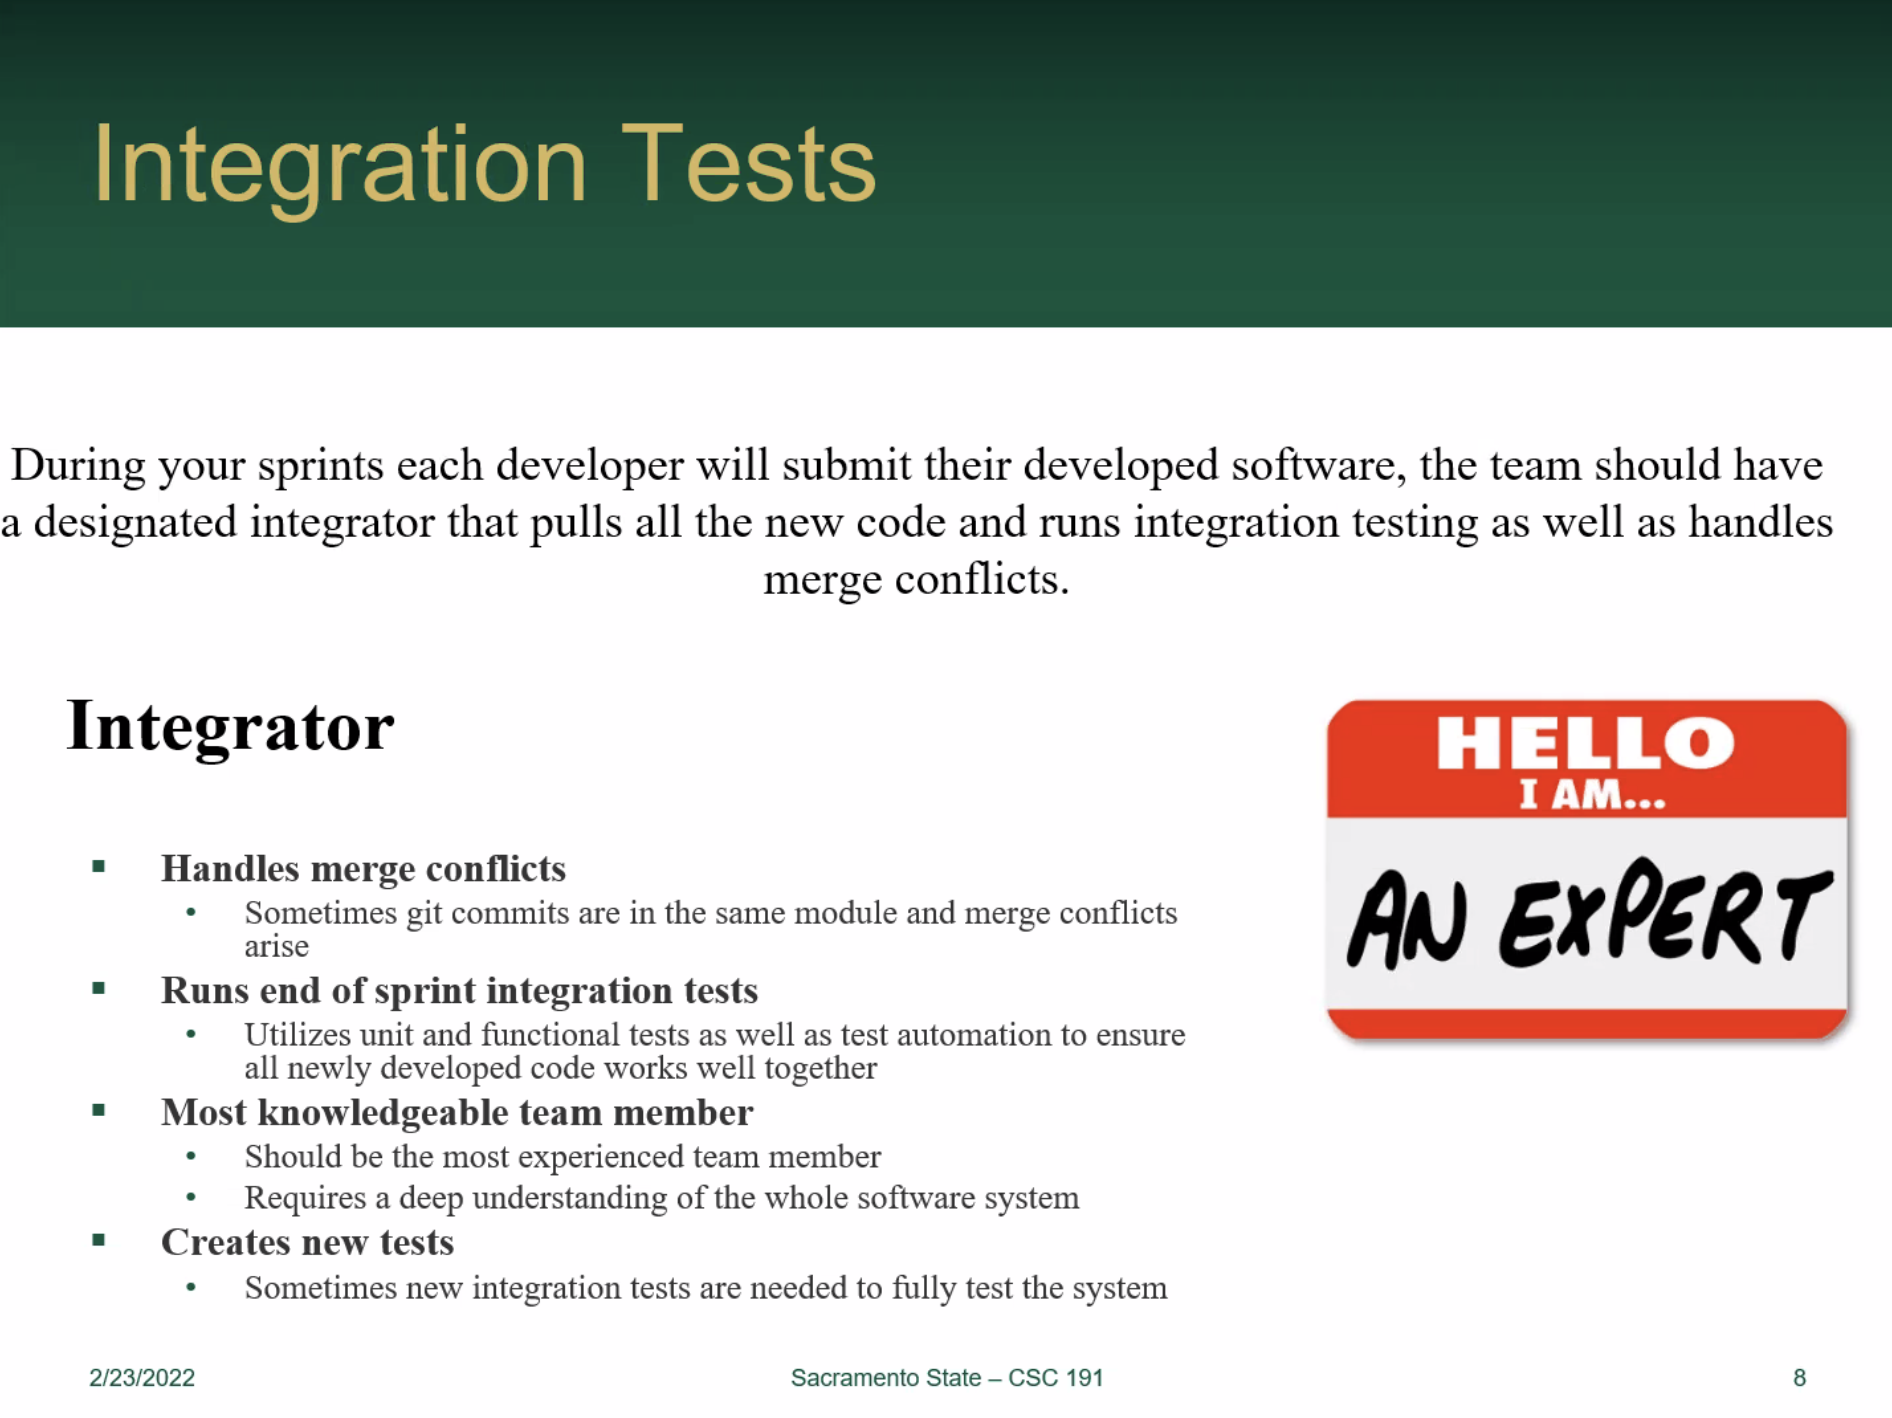 Integration Tests
During your sprints each developer will submit their developed software, the team should have
a designated integrator that pulls all the new code and runs integration testing as well as handles
merge conflicts.
Integrator
▪ Handles merge conflicts
• Sometimes git commits are in the same module and merge conflicts
arise
▪ Runs end of sprint integration tests
• Utilizes unit and functional tests as well as test automation to ensure
all newly developed code works well together
▪ Most knowledgeable team member
• Should be the most experienced team member
• Requires a deep understanding of the whole software system
▪ Creates new tests
• Sometimes new integration tests are needed to fully test the system
HELLO
I AM...
AN EXPERT
2/23/2022
Sacramento State – CSC 191
8